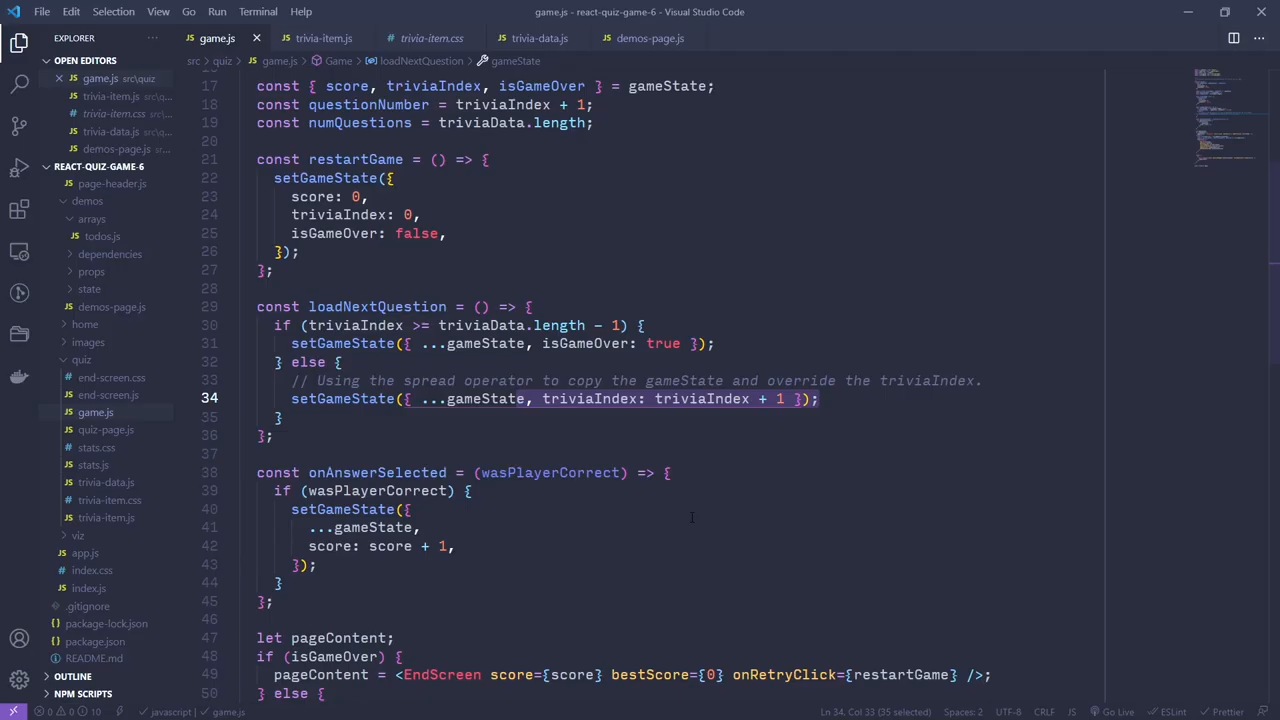 File Edit Selection View Go Run Terminal Help
game.js - react-quiz-game-6 - Visual Studio Code
EXPLORER
game.js trivia-item.js trivia-item.css trivia-data.js demos-page.js
OPEN EDITORS
game.js src\quiz
trivia-item.js src\q...
trivia-item.css src\...
trivia-data.js src\q...
demos-page.js src\...
REACT-QUIZ-GAME-6
page-header.js
demos
arrays
todos.js
dependencies
props
state
demos-page.js
home
images
quiz
end-screen.css
end-screen.js
game.js
quiz-page.js
stats.css
stats.js
trivia-data.js
trivia-item.css
trivia-item.js
viz
app.js
index.css
index.js
.gitignore
package-lock.json
package.json
README.md
OUTLINE
NPM SCRIPTS
src > quiz > game.js > Game > loadNextQuestion > gameState
17 const { score, triviaIndex, isGameOver } = gameState;
18 const questionNumber = triviaIndex + 1;
19 const numQuestions = triviaData.length;
20
21 const restartGame = () => {
22 setGameState({
23 score: 0,
24 triviaIndex: 0,
25 isGameOver: false,
26 });
27 };
28
29 const loadNextQuestion = () => {
30 if (triviaIndex >= triviaData.length - 1) {
31 setGameState({ ...gameState, isGameOver: true });
32 } else {
33 // Using the spread operator to copy the gameState and override the triviaIndex.
34 setGameState({ ...gameState, triviaIndex: triviaIndex + 1 });
35 }
36 };
37
38 const onAnswerSelected = (wasPlayerCorrect) => {
39 if (wasPlayerCorrect) {
40 setGameState({
41 ...gameState,
42 score: score + 1,
43 });
44 }
45 };
46
47 let pageContent;
48 if (isGameOver) {
49 pageContent = <EndScreen score={score} bestScore={0} onRetryClick={restartGame} />;
50 } else {
0 0 10 javascript game.js
Ln 34, Col 33 (35 selected) Spaces: 2 UTF-8 CRLF JS Go Live ESLint Prettier